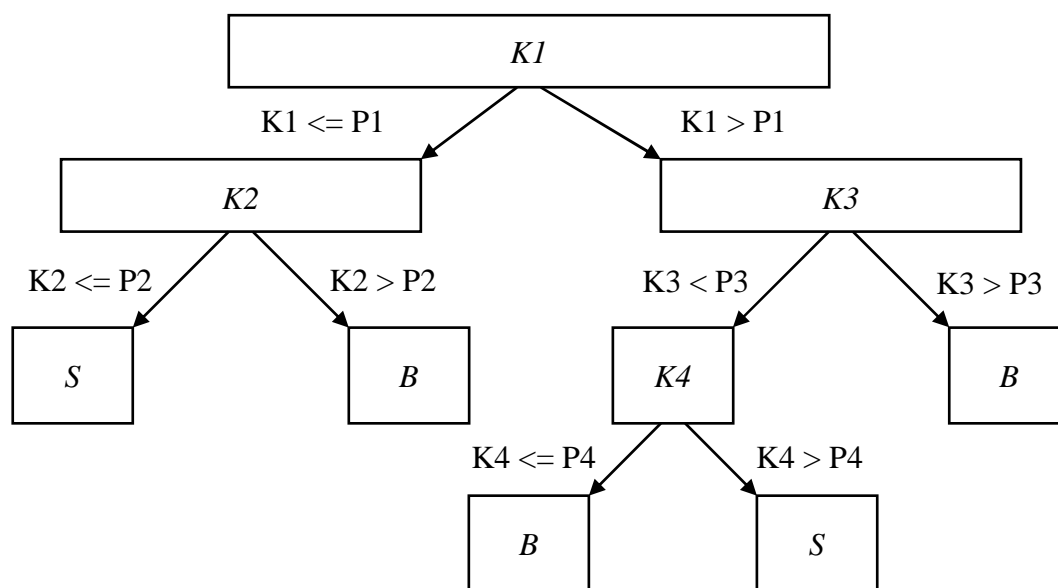 K1
K1 <= P1
K1 > P1
K2
K3
K2 <= P2
K2 > P2
K3 < P3
K3 > P3
S
B
K4
B
K4 <= P4
K4 > P4
B
S